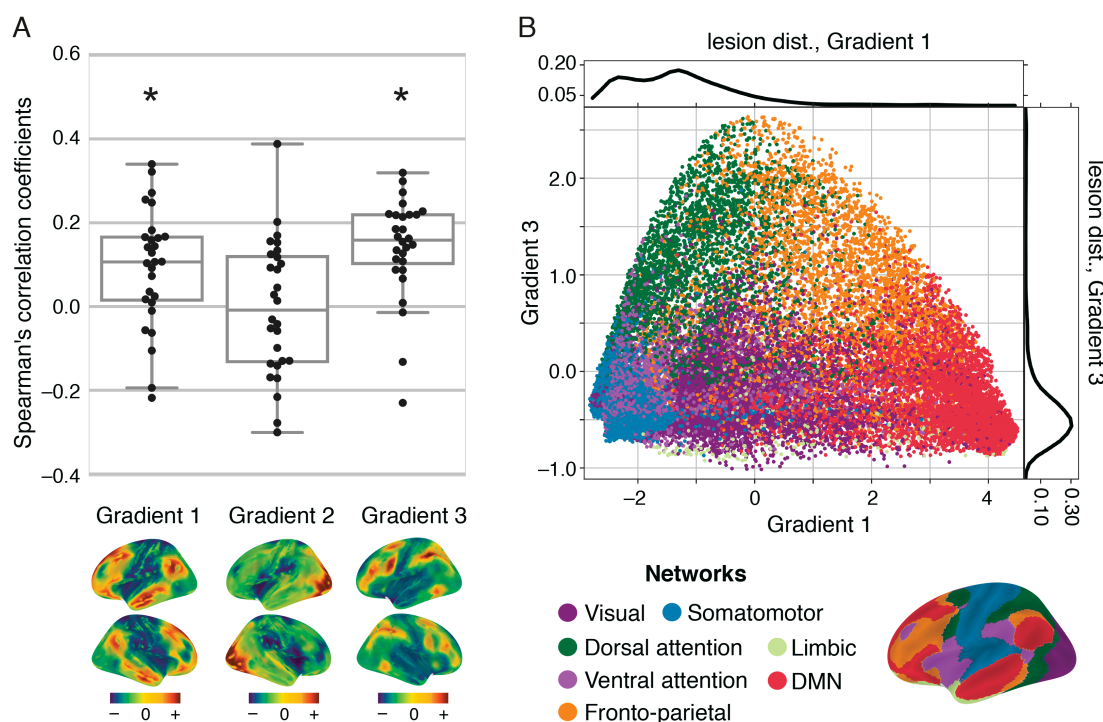 A
Spearman's correlation coefficients
0.6
0.4
0.2
0.0
−0.2
−0.4
*
*
Gradient 1 Gradient 2 Gradient 3
− 0 + − 0 + − 0 +
B
lesion dist., Gradient 1
0.20
0.05
Gradient 3
2.0
1.0
0.0
−1.0
−2 0 2 4
Gradient 1
lesion dist., Gradient 3
0.10
0.30
Networks
Visual Somatomotor
Dorsal attention Limbic
Ventral attention DMN
Fronto-parietal